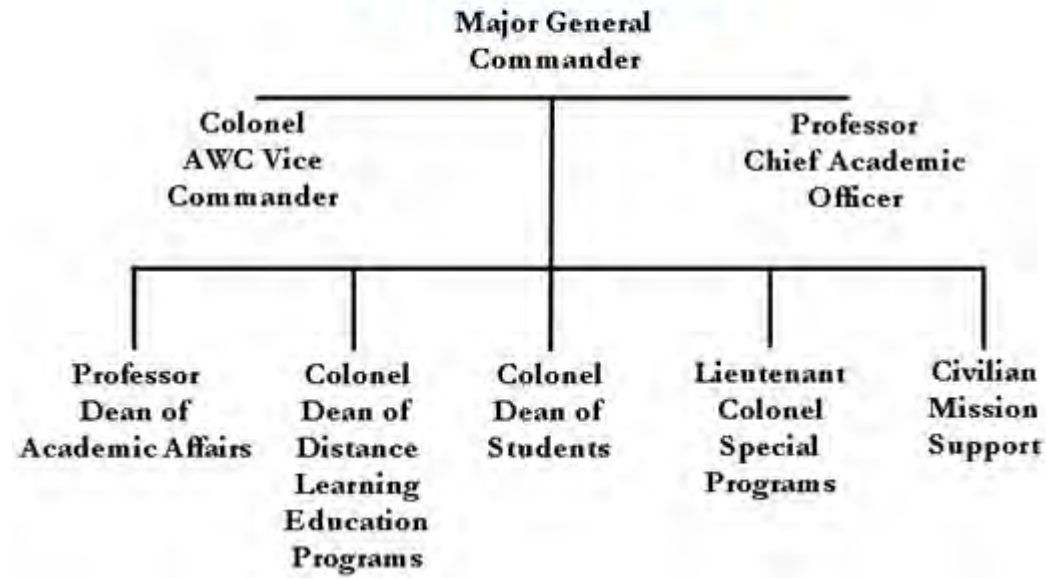 Major General
Commander
Colonel
AWC Vice
Commander
Professor
Chief Academic
Officer
Professor
Dean of
Academic Affairs
Colonel
Dean of
Distance
Learning
Education
Programs
Colonel
Dean of
Students
Lieutenant
Colonel
Special
Programs
Civilian
Mission
Support